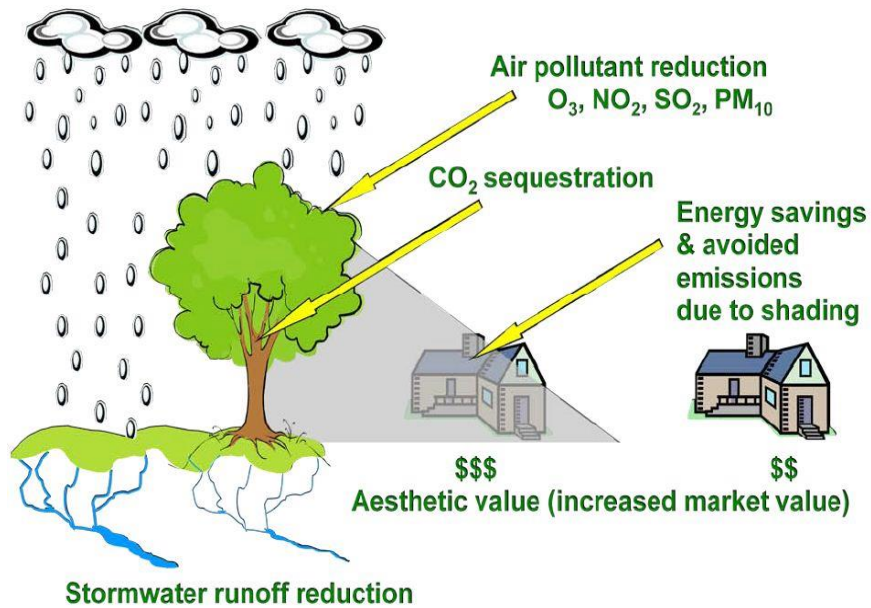 Air pollutant reduction
O₃, NO₂, SO₂, PM₁₀
CO₂ sequestration
Energy savings
& avoided
emissions
due to shading
$$$
$$
Aesthetic value (increased market value)
Stormwater runoff reduction